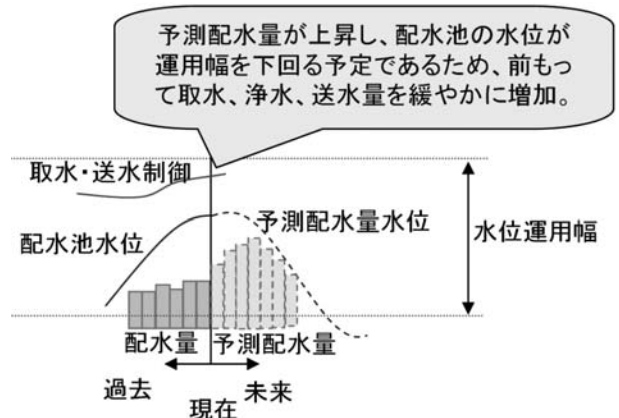 予測配水量が上昇し、配水池の水位が
運用幅を下回る予定であるため、前もっ
て取水、浄水、送水量を緩やかに増加。
取水・送水制御
予測配水量水位
配水池水位
水位運用幅
配水量
予測配水量
過去
現在
未来